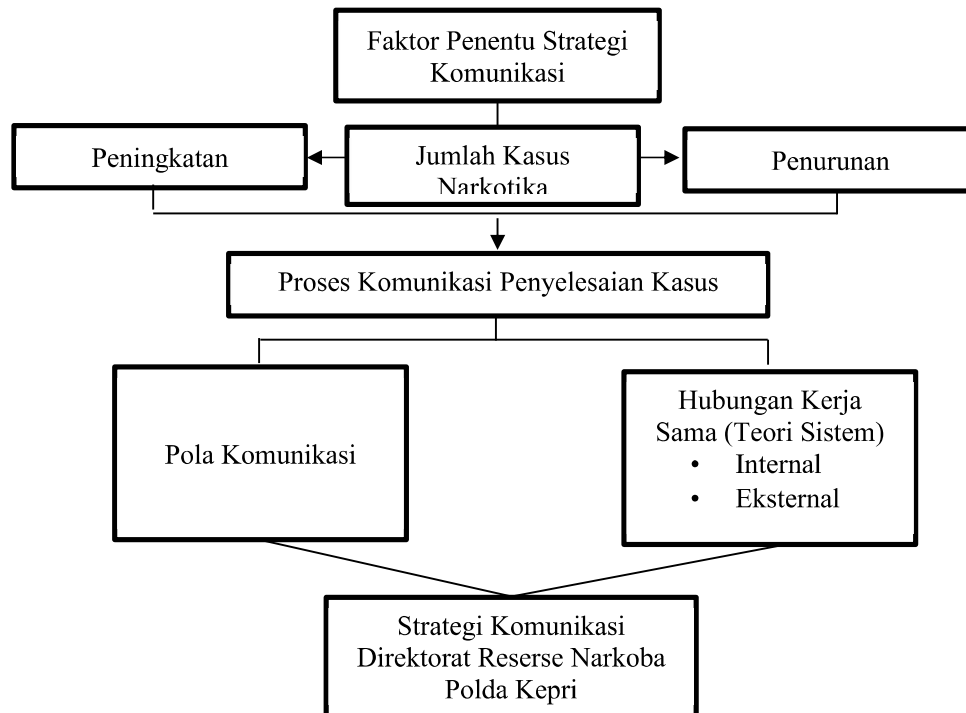 Faktor Penentu Strategi
Komunikasi
Peningkatan
Jumlah Kasus
Narkotika
Penurunan
Proses Komunikasi Penyelesaian Kasus
Pola Komunikasi
Hubungan Kerja
Sama (Teori Sistem)
• Internal
• Eksternal
Strategi Komunikasi
Direktorat Reserse Narkoba
Polda Kepri